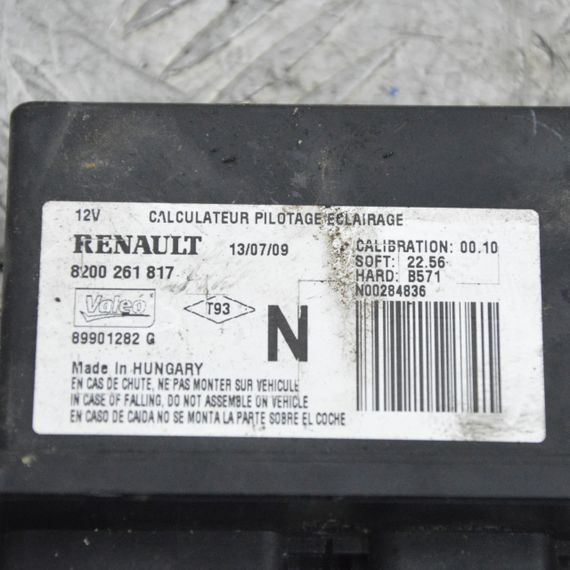 12V CALCULATEUR PILOTAGE ECLAIRAGE
RENAULT 13/07/09
8200 261 817
CALIBRATION: 00.10
SOFT: 22.56
HARD: B571
N00284836
Valeo
T93
N
89901282 G
Made In HUNGARY
EN CAS DE CHUTE, NE PAS MONTER SUR VEHICULE
IN CASE OF FALLING, DO NOT ASSEMBLE ON VEHICLE
EN CASO DE CAIDA NO SE MONTA LA PARTE SOBRE EL COCHE